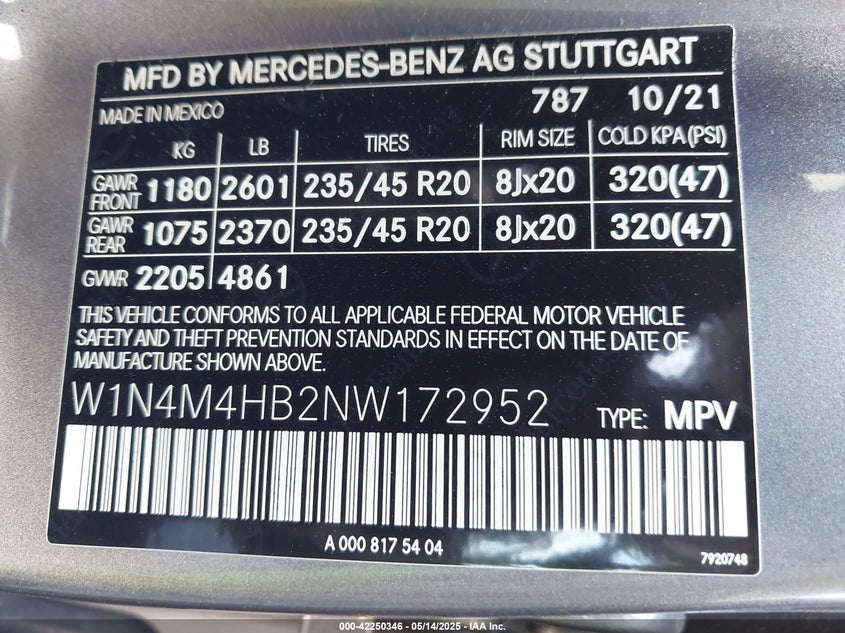 MFD BY MERCEDES-BENZ AG STUTTGART
MADE IN MEXICO 787 10/21
KG LB TIRES RIM SIZE COLD KPA(PSI)
GAWR FRONT 1180 2601 235/45 R20 8Jx20 320(47)
GAWR REAR 1075 2370 235/45 R20 8Jx20 320(47)
GVWR 2205 4861
THIS VEHICLE CONFORMS TO ALL APPLICABLE FEDERAL MOTOR VEHICLE
SAFETY AND THEFT PREVENTION STANDARDS IN EFFECT ON THE DATE OF
MANUFACTURE SHOWN ABOVE.
W1N4M4HB2NW172952 TYPE: MPV
A 000 817 54 04
7920748
000-42250346 - 05/14/2025 - IAA Inc.